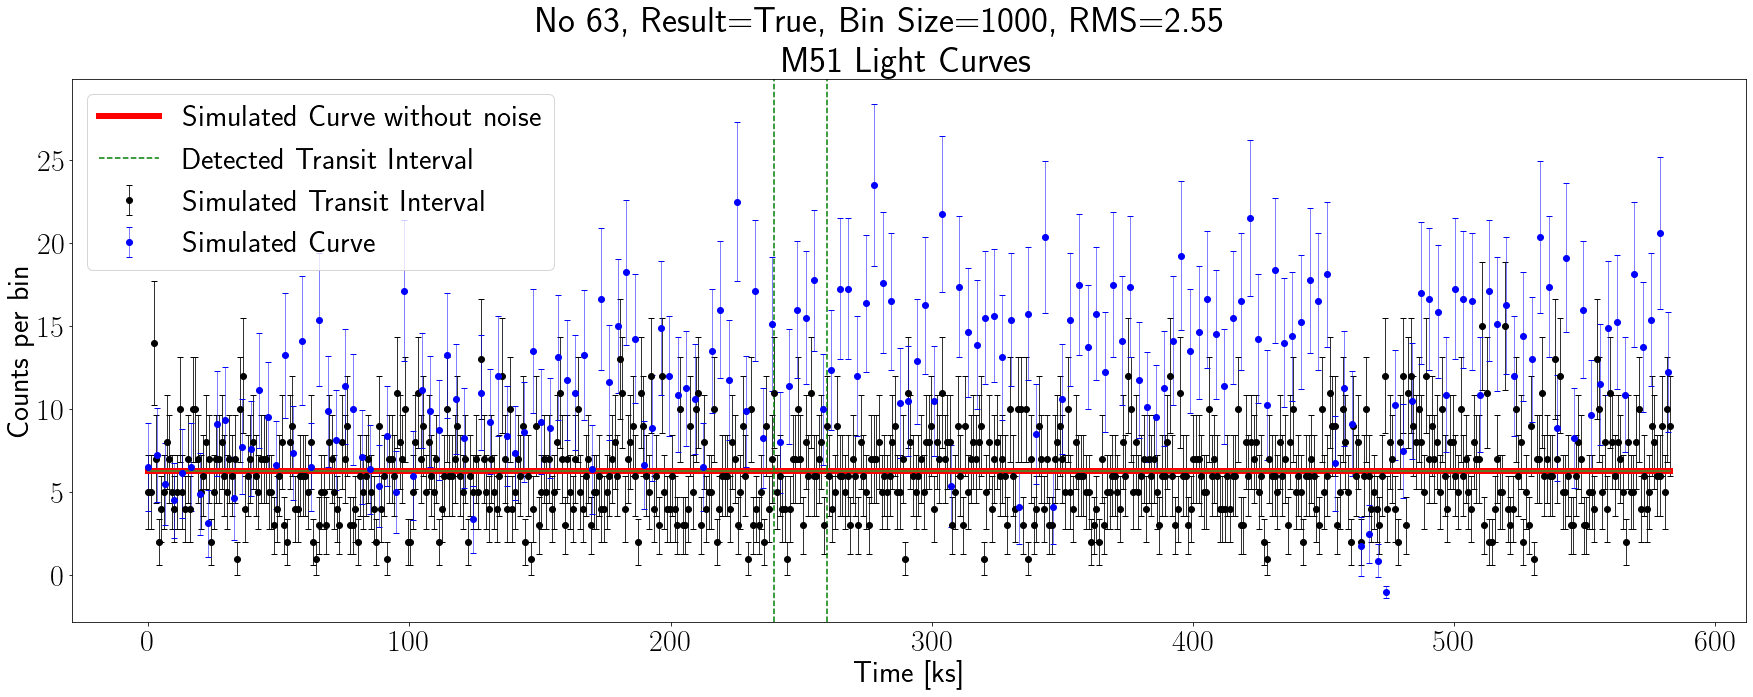 No 63, Result=True, Bin Size=1000, RMS=2.55
M51 Light Curves
Simulated Curve without noise
Detected Transit Interval
Simulated Transit Interval
Simulated Curve
Counts per bin
25
20
15
10
5
0
0 100 200 300 400 500 600
Time [ks]